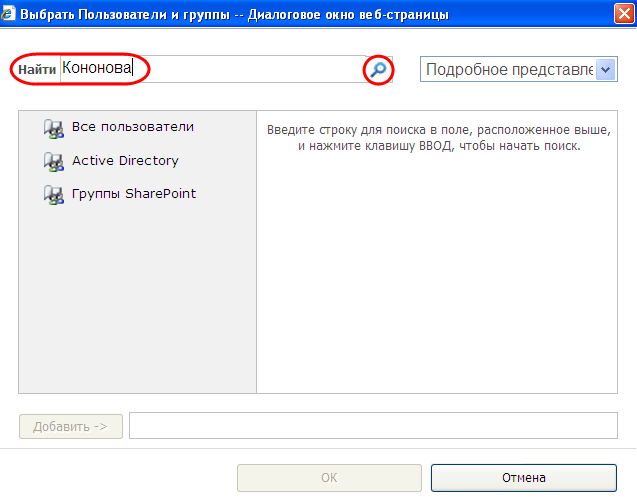 Выбрать Пользователи и группы -- Диалоговое окно веб-страницы
Найти Кононова
Подробное представле
Все пользователи
Active Directory
Группы SharePoint
Введите строку для поиска в поле, расположенное выше,
и нажмите клавишу ВВОД, чтобы начать поиск.
Добавить ->
ОК
Отмена